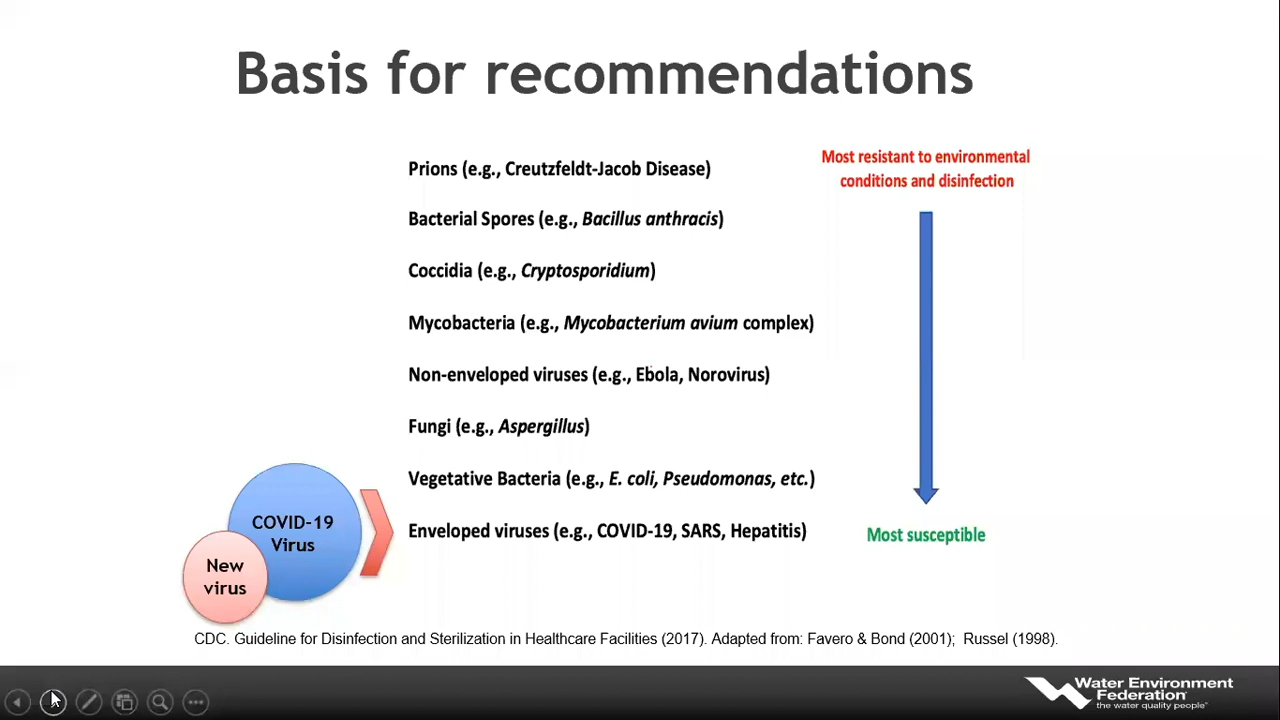 Basis for recommendations
Prions (e.g., Creutzfeldt-Jacob Disease)
Most resistant to environmental
conditions and disinfection
Bacterial Spores (e.g., Bacillus anthracis)
Coccidia (e.g., Cryptosporidium)
Mycobacteria (e.g., Mycobacterium avium complex)
Non-enveloped viruses (e.g., Ebola, Norovirus)
Fungi (e.g., Aspergillus)
Vegetative Bacteria (e.g., E. coli, Pseudomonas, etc.)
Enveloped viruses (e.g., COVID-19, SARS, Hepatitis)
Most susceptible
COVID-19
Virus
New
virus
CDC. Guideline for Disinfection and Sterilization in Healthcare Facilities (2017). Adapted from: Favero & Bond (2001); Russel (1998).
Water Environment
Federation
the water quality people®